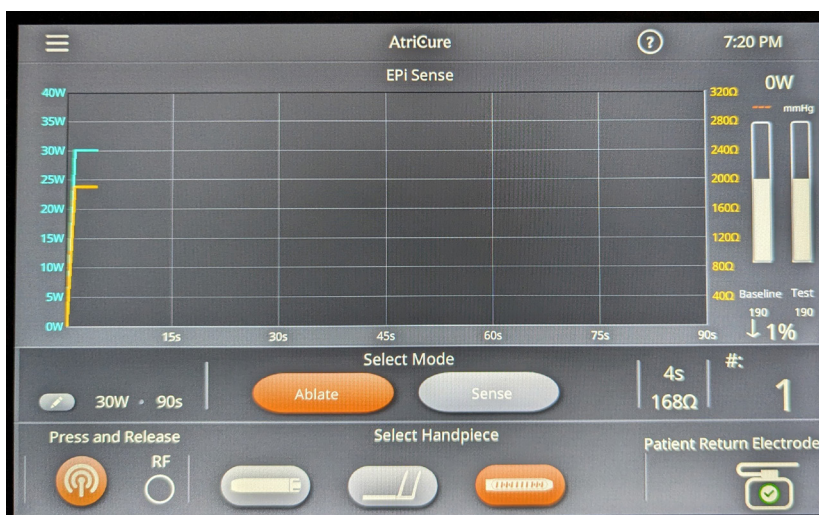 AtriCure
?
7:20 PM
EPi Sense
0W
--- mmHg
40W
35W
30W
25W
20W
15W
10W
5W
0W
320Ω
280Ω
240Ω
200Ω
160Ω
120Ω
80Ω
40Ω
15s 30s 45s 60s 75s 90s
Baseline Test
190 190
↓ 1%
Select Mode
30W · 90s
Ablate
Sense
4s
168Ω
#:
1
Press and Release
RF
Select Handpiece
Patient Return Electrode